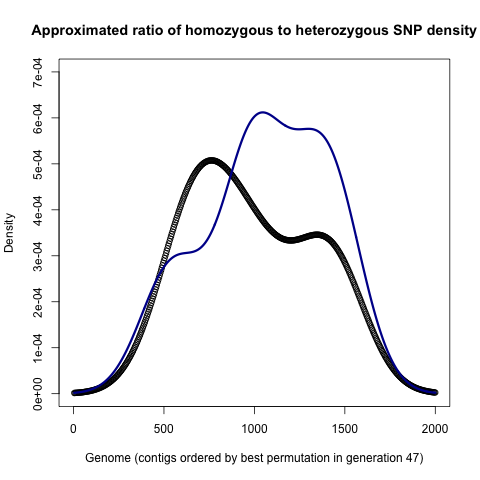 Approximated ratio of homozygous to heterozygous SNP density
7e-04
6e-04
5e-04
4e-04
3e-04
2e-04
1e-04
0e+00
Density
0 500 1000 1500 2000
Genome (contigs ordered by best permutation in generation 47)